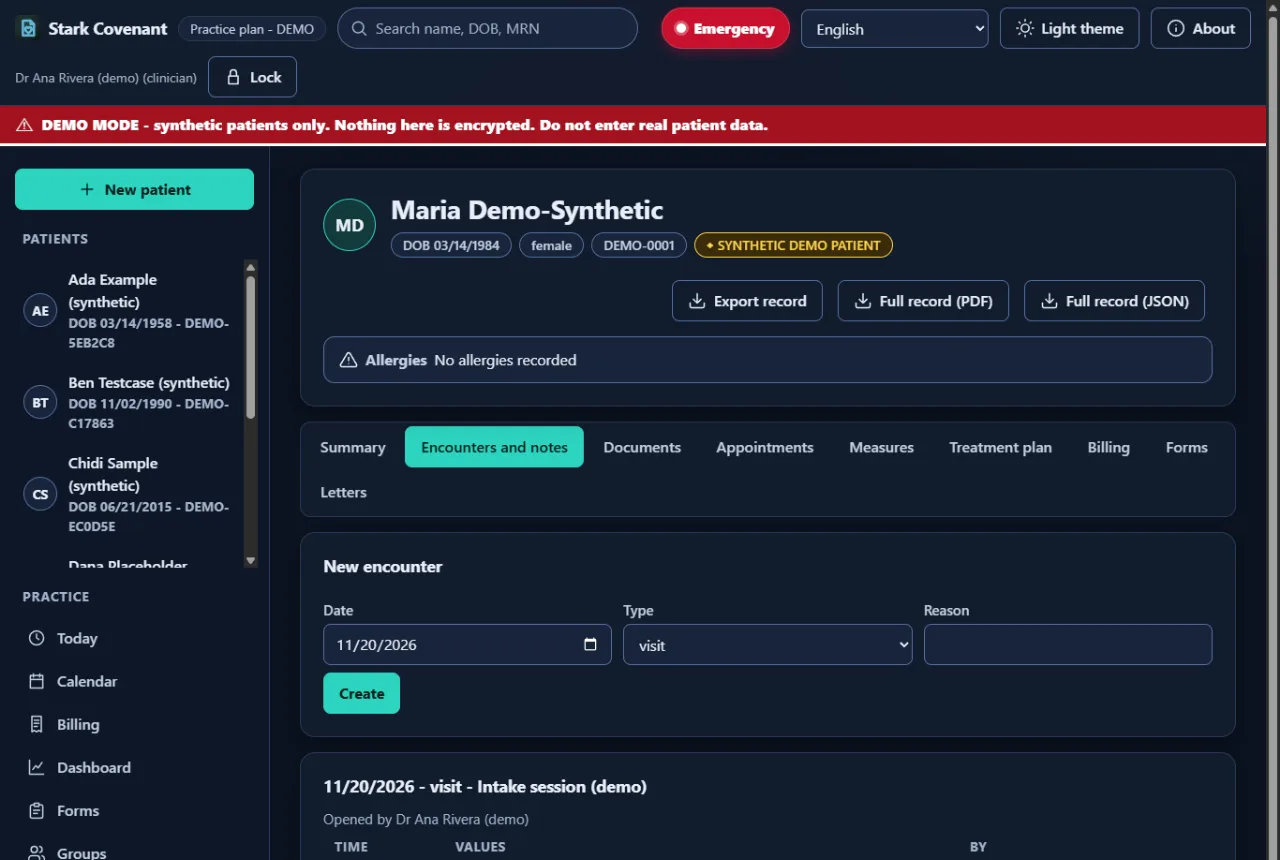 Stark Covenant
Practice plan - DEMO
Search name, DOB, MRN
Emergency
English
Light theme
About
Dr Ana Rivera (demo) (clinician)
Lock
DEMO MODE - synthetic patients only. Nothing here is encrypted. Do not enter real patient data.
+ New patient
PATIENTS
AE
Ada Example
(synthetic)
DOB 03/14/1958 - DEMO-
5EB2C8
BT
Ben Testcase (synthetic)
DOB 11/02/1990 - DEMO-
C17863
CS
Chidi Sample
(synthetic)
DOB 06/21/2015 - DEMO-
EC0D5E
Dana Placeholder
PRACTICE
Today
Calendar
Billing
Dashboard
Forms
Groups
MD
Maria Demo-Synthetic
DOB 03/14/1984
female
DEMO-0001
SYNTHETIC DEMO PATIENT
Export record
Full record (PDF)
Full record (JSON)
Allergies No allergies recorded
Summary
Encounters and notes
Documents
Appointments
Measures
Treatment plan
Billing
Forms
Letters
New encounter
Date
Type
Reason
11/20/2026
visit
Create
11/20/2026 - visit - Intake session (demo)
Opened by Dr Ana Rivera (demo)
TIME
VALUES
BY